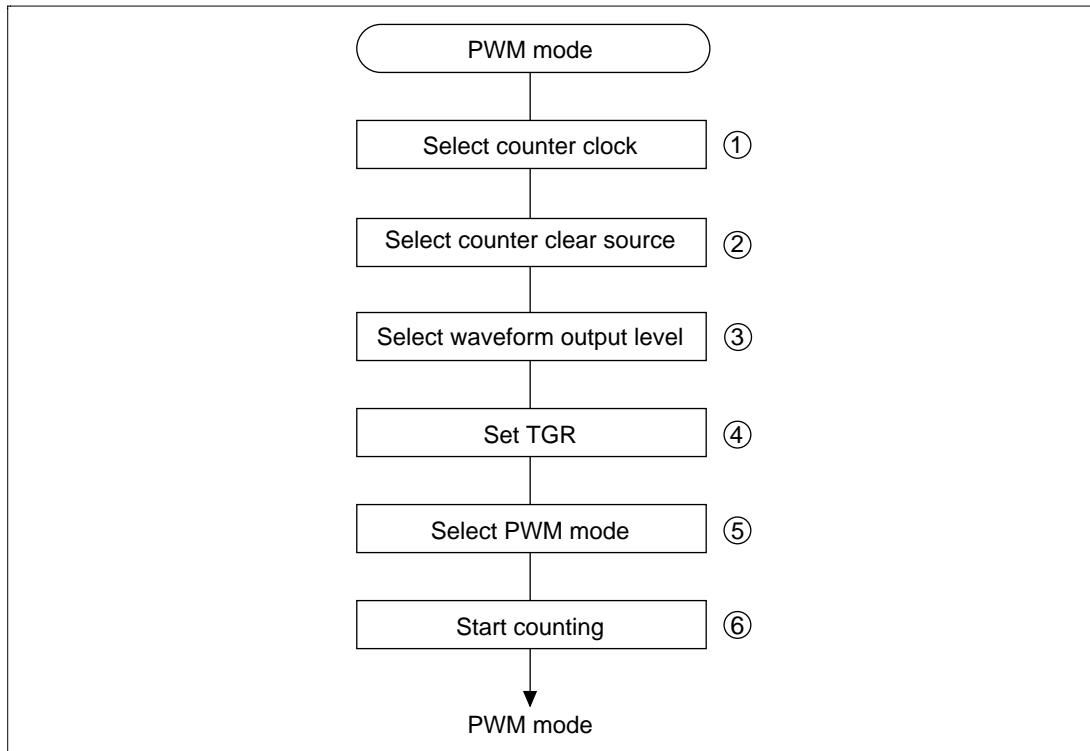 PWM mode
Select counter clock ①
Select counter clear source ②
Select waveform output level ③
Set TGR ④
Select PWM mode ⑤
Start counting ⑥
PWM mode